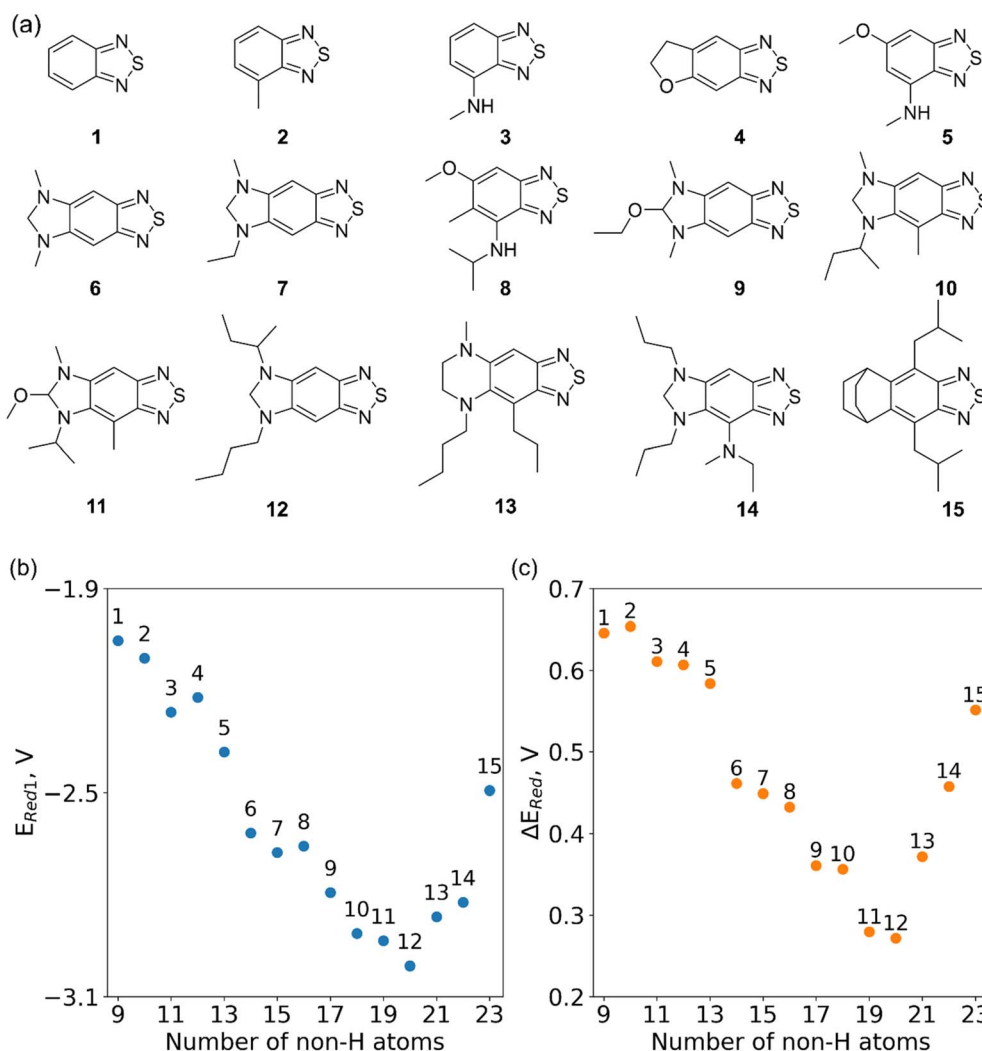 (a)
N S N
1
N S N
2
N S N NH
3
O N S N
4
O N S N NH
5
N N N S N
6
N N N S N
7
O N S N NH
8
O N N N S N
9
N N N S N
10
O N N N S N
11
N N N S N
12
N N N S N
13
N N N N S N
14
N S N
15
(b)
−1.9
−2.5
−3.1
E_Red1, V
1 2 3 4 5 6 7 8 9 10 11 12 13 14 15
9 11 13 15 17 19 21 23
Number of non-H atoms
(c)
0.7
0.6
0.5
0.4
0.3
0.2
ΔE_Red, V
1 2 3 4 5 6 7 8 9 10 11 12 13 14 15
9 11 13 15 17 19 21 23
Number of non-H atoms